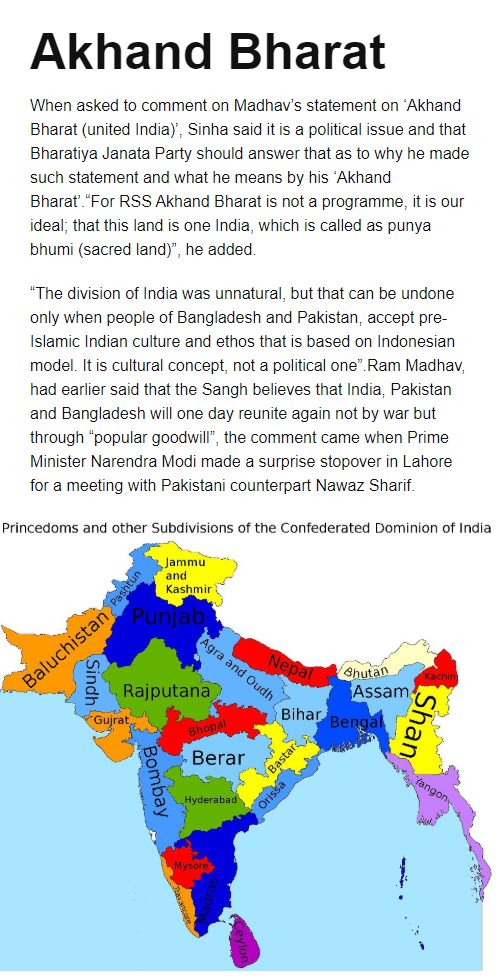 Akhand Bharat
When asked to comment on Madhav’s statement on ‘Akhand
Bharat (united India)’, Sinha said it is a political issue and that
Bharatiya Janata Party should answer that as to why he made
such statement and what he means by his ‘Akhand
Bharat’.“For RSS Akhand Bharat is not a programme, it is our
ideal; that this land is one India, which is called as punya
bhumi (sacred land)”, he added.
“The division of India was unnatural, but that can be undone
only when people of Bangladesh and Pakistan, accept pre-
Islamic Indian culture and ethos that is based on Indonesian
model. It is cultural concept, not a political one”.Ram Madhav,
had earlier said that the Sangh believes that India, Pakistan
and Bangladesh will one day reunite again not by war but
through “popular goodwill”, the comment came when Prime
Minister Narendra Modi made a surprise stopover in Lahore
for a meeting with Pakistani counterpart Nawaz Sharif.
Princedoms and other Subdivisions of the Confederated Dominion of India
Jammu
and
Kashmir
Pashtun
Punjab
Baluchistan
Sindh
Agra and Oudh
Nepal
Bhutan
Kachin
Rajputana
Assam
Shan
Gujrat
Bhopal
Bihar
Bengal
Bombay
Berar
Bastar
Yangon
Hyderabad
Orissa
Mysore
Travancore
Madras
Ceylon